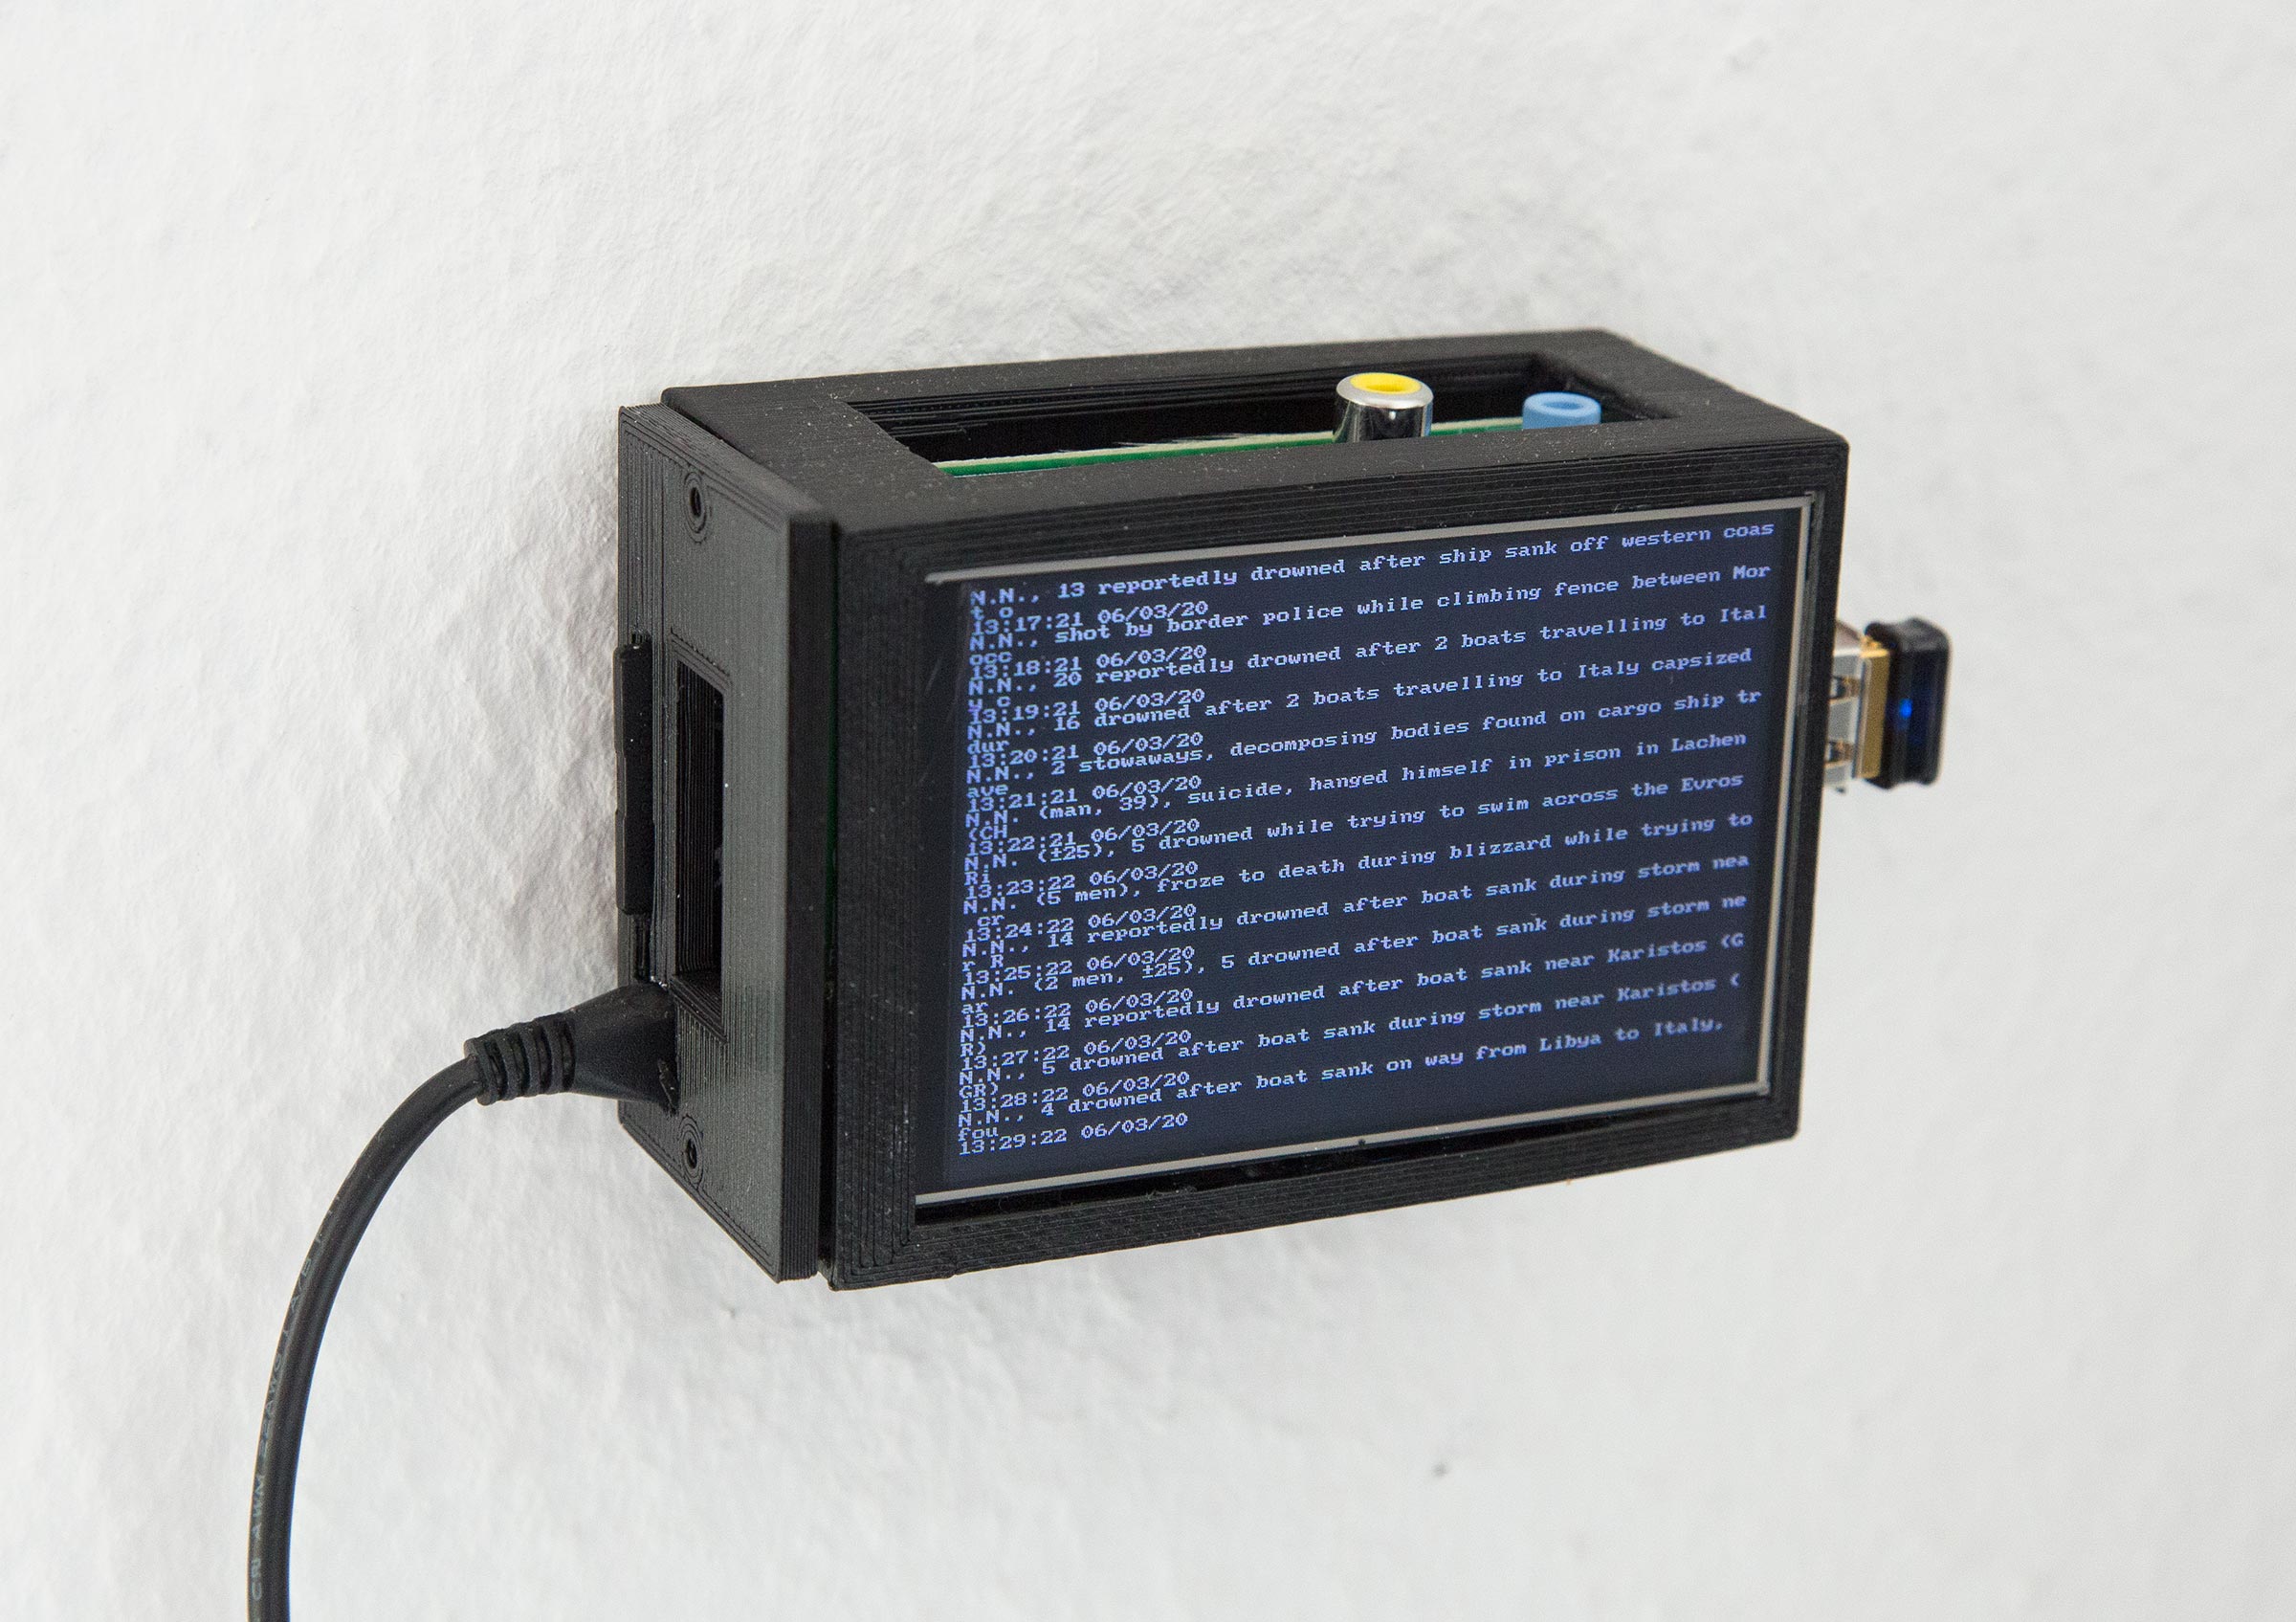 N.N., 13 reportedly drowned after ship sank off western coas
t o
13:17:21 06/03/20
N.N., shot by border police while climbing fence between Mor
occ
13:18:21 06/03/20
N.N., 20 reportedly drowned after 2 boats travelling to Ital
y c
13:19:21 06/03/20
N.N., 16 drowned after 2 boats travelling to Italy capsized
dur
13:20:21 06/03/20
N.N., 2 stowaways, decomposing bodies found on cargo ship tr
ave
13:21:21 06/03/20
N.N. (man, 39), suicide, hanged himself in prison in Lachen
(CH
13:22:21 06/03/20
N.N. (±25), 5 drowned while trying to swim across the Evros
Ri
13:23:22 06/03/20
N.N. (5 men), froze to death during blizzard while trying to
cr
13:24:22 06/03/20
N.N., 14 reportedly drowned after boat sank during storm nea
r R
13:25:22 06/03/20
N.N. (2 men, ±25), 5 drowned after boat sank during storm ne
ar
13:26:22 06/03/20
N.N., 14 reportedly drowned after boat sank near Karistos (G
R)
13:27:22 06/03/20
N.N., 5 drowned after boat sank during storm near Karistos (
GR)
13:28:22 06/03/20
N.N., 4 drowned after boat sank on way from Libya to Italy,
fou
13:29:22 06/03/20